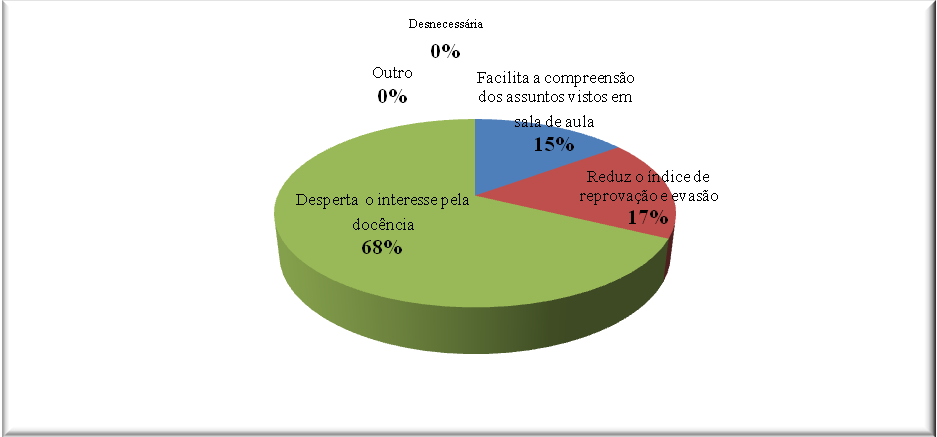 Desnecessária
0%
Outro
0%
Facilita a compreensão
dos assuntos vistos em
sala de aula
15%
Reduz o índice de
reprovação e evasão
17%
Desperta o interesse pela
docência
68%